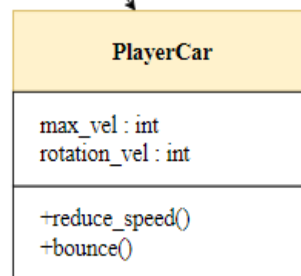 PlayerCar
max_vel : int
rotation_vel : int
+reduce_speed()
+bounce()